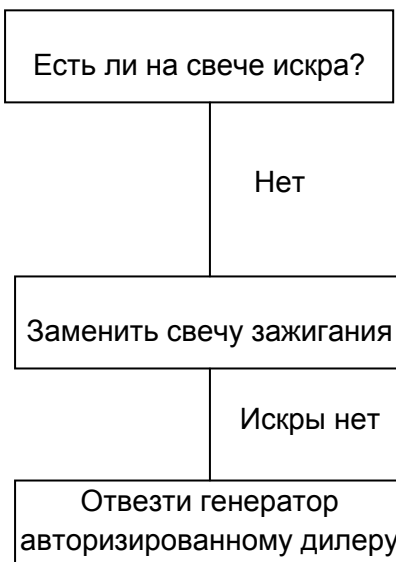 Есть ли на свече искра?
Нет
Заменить свечу зажигания
Искры нет
Отвезти генератор
авторизированному дилеру